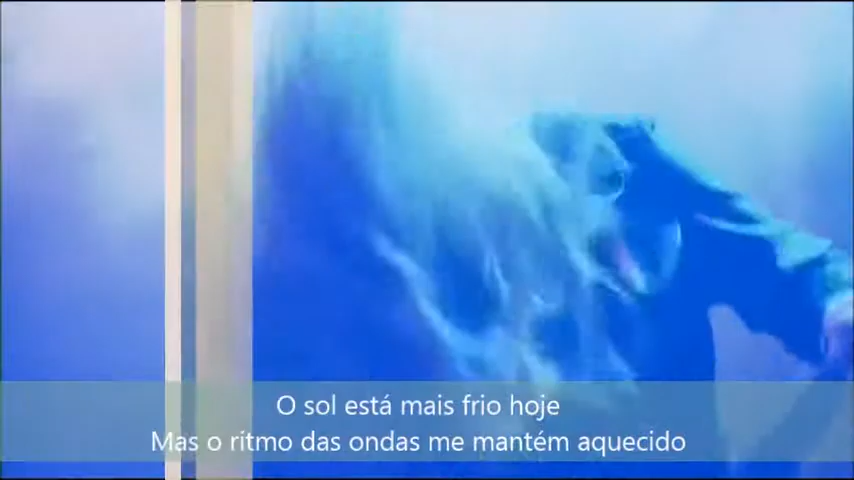 O sol está mais frio hoje
Mas o ritmo das ondas me mantém aquecido